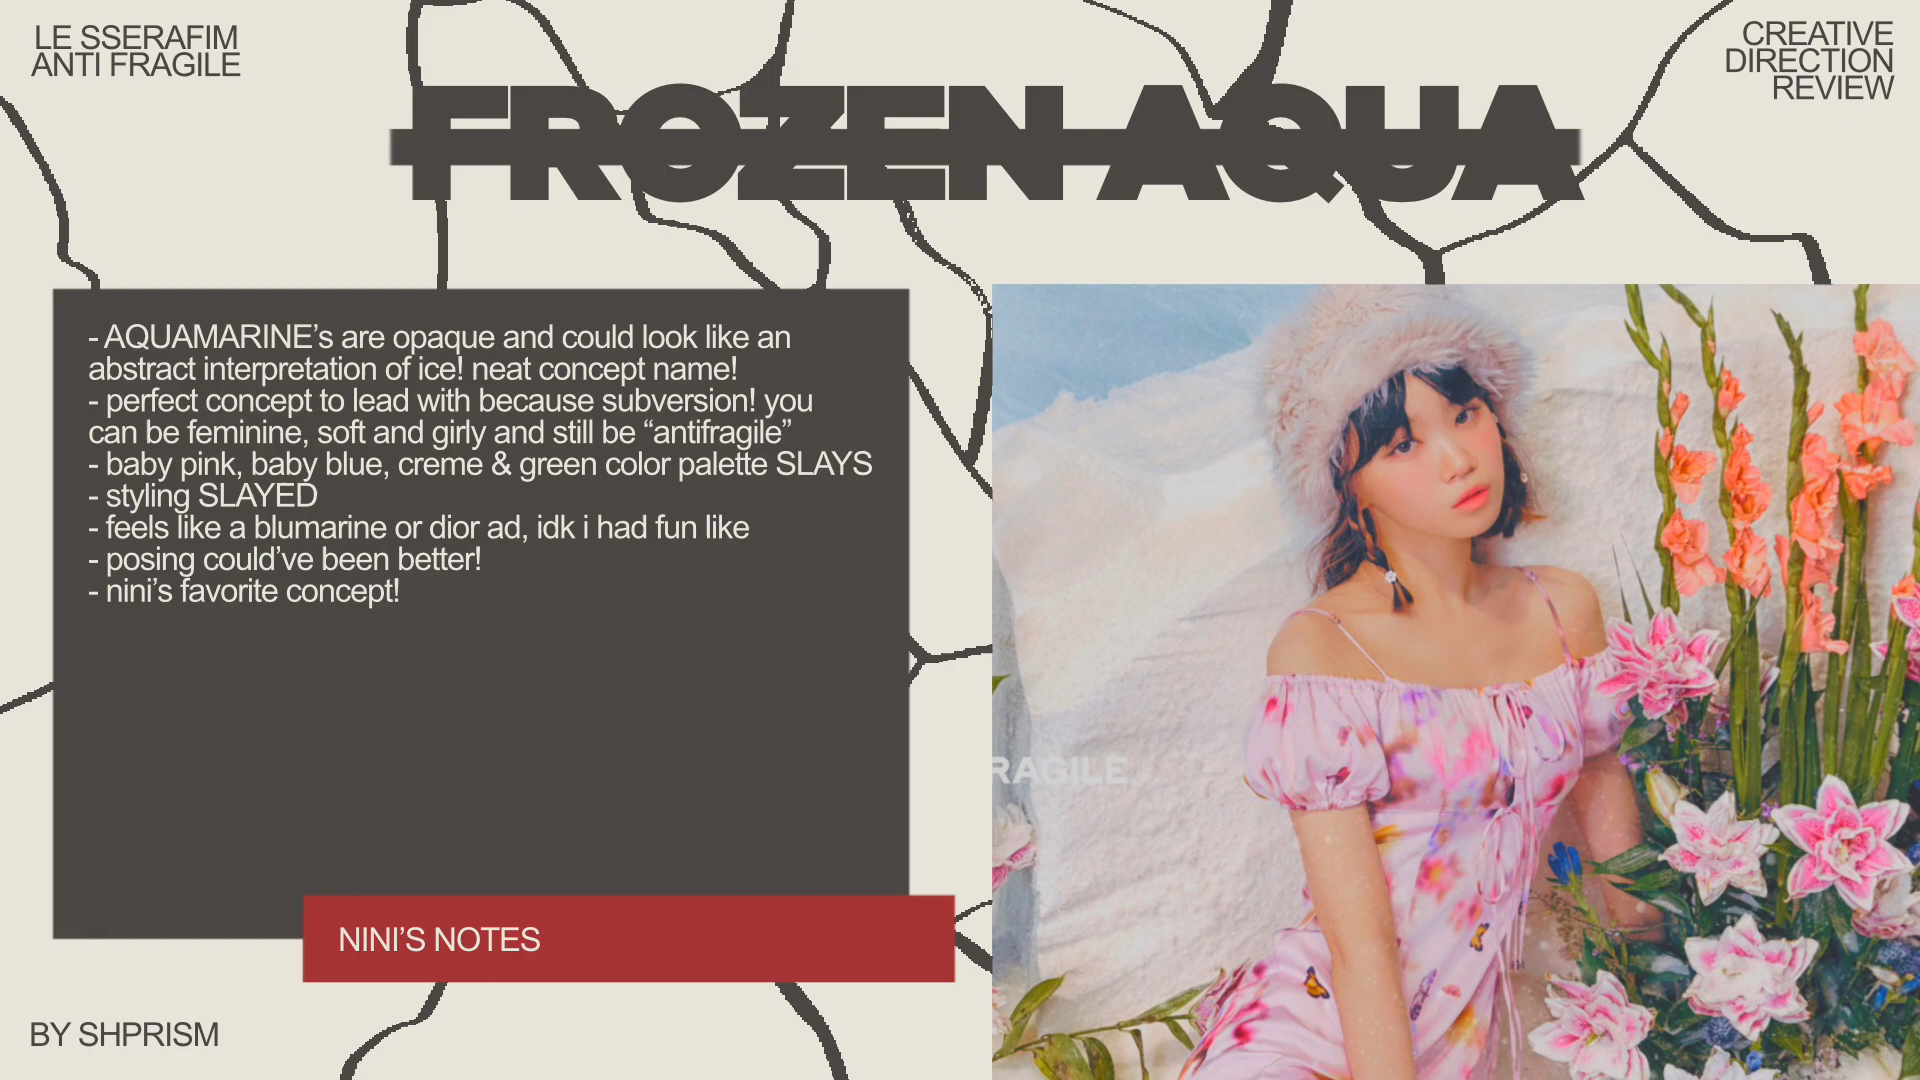 LE SSERAFIM
ANTI FRAGILE
CREATIVE
DIRECTION
REVIEW
FROZEN AQUA
- AQUAMARINE’s are opaque and could look like an
abstract interpretation of ice! neat concept name!
- perfect concept to lead with because subversion! you
can be feminine, soft and girly and still be “antifragile”
- baby pink, baby blue, creme & green color palette SLAYS
- styling SLAYED
- feels like a blumarine or dior ad, idk i had fun like
- posing could’ve been better!
- nini’s favorite concept!
RAGILE
NINI’S NOTES
BY SHPRISM